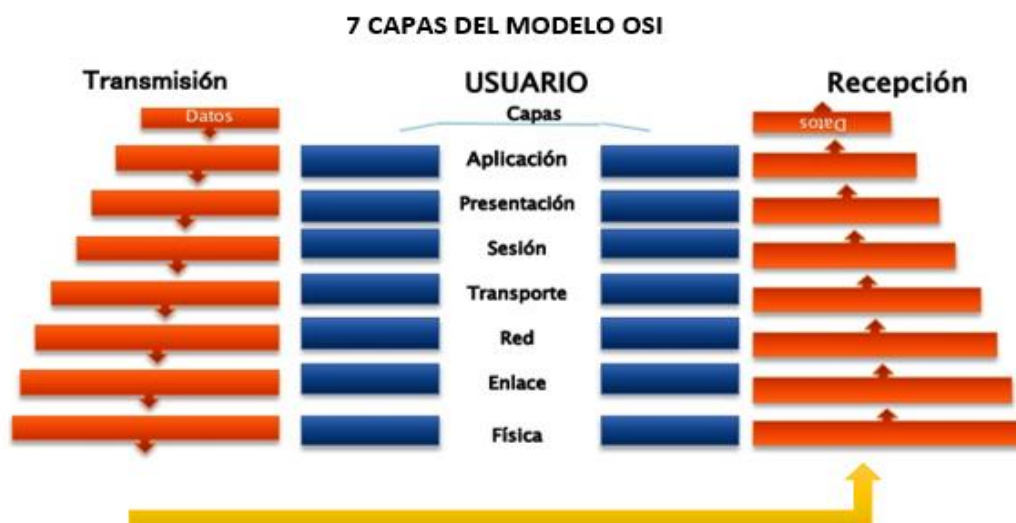 7 CAPAS DEL MODELO OSI
Transmisión
USUARIO
Recepción
Datos
Capas
Datos
Aplicación
Presentación
Sesión
Transporte
Red
Enlace
Física